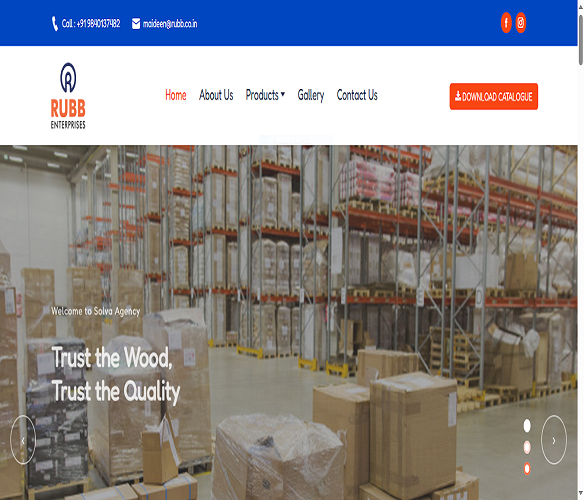 Call : +91 9840137482
maideen@rubb.co.in
RUBB
ENTERPRISES
Home
About Us
Products
Gallery
Contact Us
DOWNLOAD CATALOGUE
Welcome to Solva Agency
Trust the Wood,
Trust the Quality